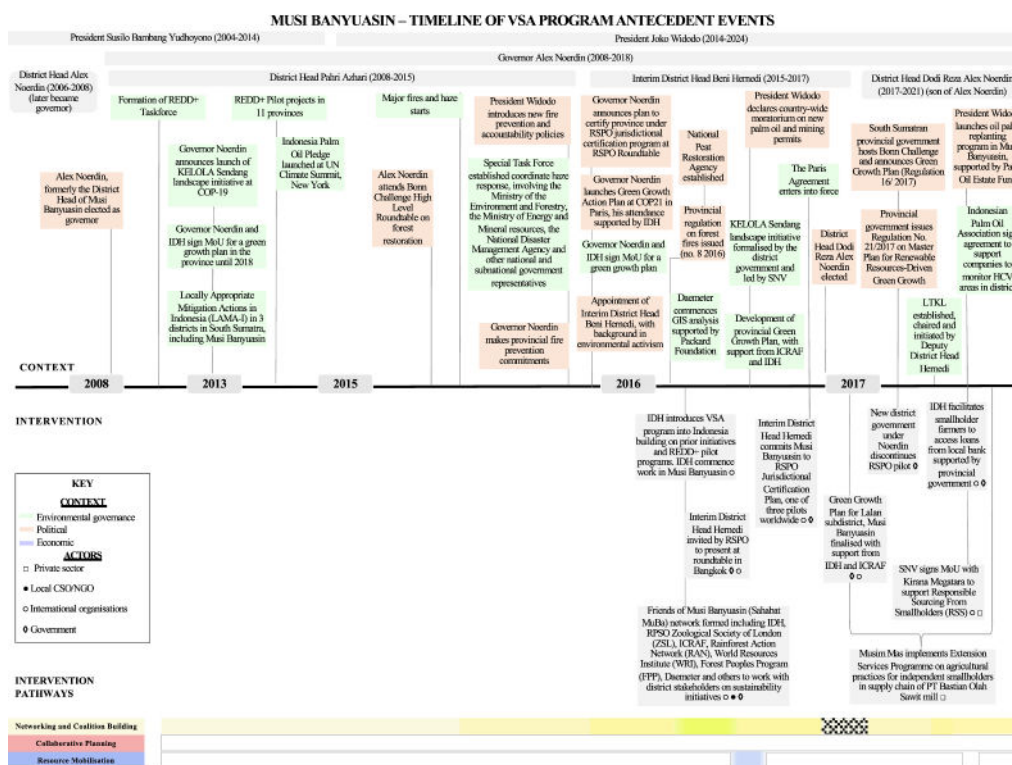 MUSI BANYUASIN – TIMELINE OF VSA PROGRAM ANTECEDENT EVENTS
President Susilo Bambang Yudhoyono (2004-2014)
President Joko Widodo (2014-2024)
Governor Alex Noerdin (2008-2018)
District Head Alex
Noerdin (2006-2008)
(later became
governor)
District Head Pahri Azhari (2008-2015)
Interim District Head Beni Hernedi (2015-2017)
District Head Dodi Reza Alex Noerdin
(2017-2021) (son of Alex Noerdin)
Alex Noerdin,
formerly the District
Head of Musi
Banyuasin elected as
governor
Formation of REDD+
Taskforce
Governor Noerdin
announces launch of
KELOLA Sendang
landscape initiative at
COP-19
Governor Noerdin and
IDH sign MoU for a green
growth plan in the
province until 2018
Locally Appropriate
Mitigation Actions in
Indonesia (LAMA-I) in 3
districts in South Sumatra,
including Musi Banyuasin
REDD+ Pilot projects in
11 provinces
Indonesia Palm
Oil Pledge
launched at UN
Climate Summit,
New York
Major fires and haze
starts
Alex Noerdin
attends Bonn
Challenge High
Level
Roundtable on
forest
restoration
President Widodo
introduces new fire
prevention and
accountability policies
Special Task Force
established coordinate haze
response, involving the
Ministry of the
Environment and Forestry,
the Ministry of Energy and
Mineral resources, the
National Disaster
Management Agency and
other national and
subnational government
representatives
Governor Noerdin
makes provincial fire
prevention
commitments
Governor Noerdin
announces plan to
certify province under
RSPO jurisdictional
certification program at
RSPO Roundtable
Governor Noerdin
launches Green Growth
Action Plan at COP21 in
Paris, his attendance
supported by IDH
Governor Noerdin and
IDH sign MoU for a
green growth plan
Appointment of
Interim District Head
Beni Hernedi, with
background in
environmental activism
National
Peat
Restoration
Agency
established
Provincial
regulation
on forest
fires issued
(no. 8 2016)
Daemeter
commences
GIS analysis
supported by
Packard
Foundation
President Widodo
declares country-wide
moratorium on new
palm oil and mining
permits
The Paris
Agreement
enters into force
KELOLA Sendang
landscape initiative
formalised by the
district
government and
led by SNV
Development of
provincial Green
Growth Plan, with
support from ICRAF
and IDH
District
Head Dodi
Reza Alex
Noerdin
elected
South Sumatran
provincial government
hosts Bonn Challenge
and announces Green
Growth Plan (Regulation
16/ 2017)
Provincial
government issues
Regulation No.
21/2017 on Master
Plan for Renewable
Resources-Driven
Green Growth
LTKL
established,
chaired and
initiated by
Deputy
District Head
Hernedi
President Widodo
launches oil palm
replanting
program in Musi
Banyuasin,
supported by Palm
Oil Estate Fund
Indonesian
Palm Oil
Association sign
agreement to
support
companies to
monitor HCV
areas in district
CONTEXT
2008
2013
2015
2016
2017
INTERVENTION
IDH introduces VSA
program into Indonesia
building on prior initiatives
and REDD+ pilot
programs. IDH commence
work in Musi Banyuasin ○
Interim District
Head Hernedi
invited by RSPO
to present at
roundtable in
Bangkok ◊ ○
Friends of Musi Banyuasin (Sahabat
MuBa) network formed including IDH,
RPSO Zoological Society of London
(ZSL), ICRAF, Rainforest Action
Network (RAN), World Resources
Institute (WRI), Forest Peoples Program
(FPP), Daemeter and others to work with
district stakeholders on sustainability
initiatives ○ ● ◊
Interim District
Head Hernedi
commits Musi
Banyuasin to
RSPO
Jurisdictional
Certification
Plan, one of
three pilots
worldwide ○ ◊
Green Growth
Plan for Lalan
subdistrict, Musi
Banyuasin
finalised with
support from
IDH and ICRAF
◊ ○
New district
government
under
Noerdin
discontinues
RSPO pilot ◊
IDH facilitates
smallholder
farmers to
access loans
from local bank
supported by
provincial
government ○ ◊
SNV signs MoU with
Kirana Megatara to
support Responsible
Sourcing From
Smallholders (RSS) ○ □
Musim Mas implements Extension
Services Programme on agricultural
practices for independent smallholders
in supply chain of PT Bastian Olah
Sawit mill □
KEY
CONTEXT
Environmental governance
Political
Economic
ACTORS
□ Private sector
● Local CSO/NGO
○ International organisations
◊ Government
INTERVENTION
PATHWAYS
Networking and Coalition Building
Collaborative Planning
Resource Mobilisation